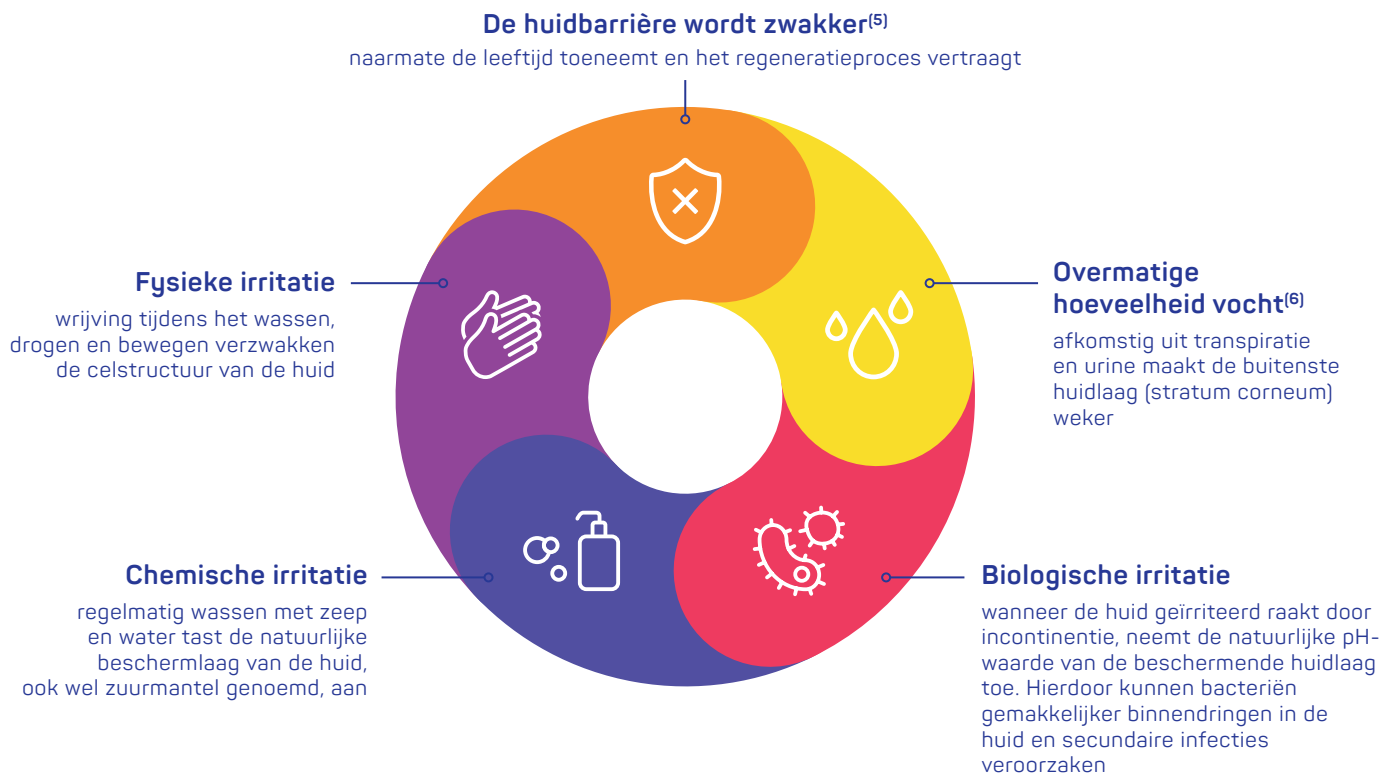 De huidbarrière wordt zwakker(5)
naarmate de leeftijd toeneemt en het regeneratieproces vertraagt
Fysieke irritatie
wrijving tijdens het wassen,
drogen en bewegen verzwakken
de celstructuur van de huid
Overmatige
hoeveelheid vocht(6)
afkomstig uit transpiratie
en urine maakt de buitenste
huidlaag (stratum corneum)
weker
Chemische irritatie
regelmatig wassen met zeep
en water tast de natuurlijke
beschermlaag van de huid,
ook wel zuurmantel genoemd, aan
Biologische irritatie
wanneer de huid geïrriteerd raakt door
incontinentie, neemt de natuurlijke pH-
waarde van de beschermende huidlaag
toe. Hierdoor kunnen bacteriën
gemakkelijker binnendringen in de
huid en secundaire infecties
veroorzaken